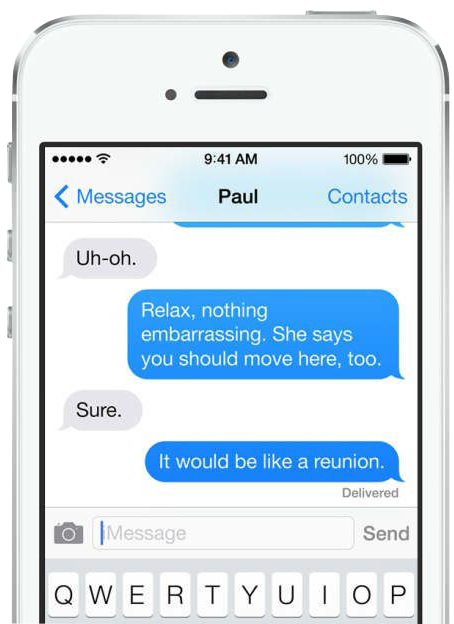 9:41 AM 100%
Messages Paul Contacts
Uh-oh.
Relax, nothing
embarrassing. She says
you should move here, too.
Sure.
It would be like a reunion.
Delivered
iMessage Send
Q W E R T Y U I O P